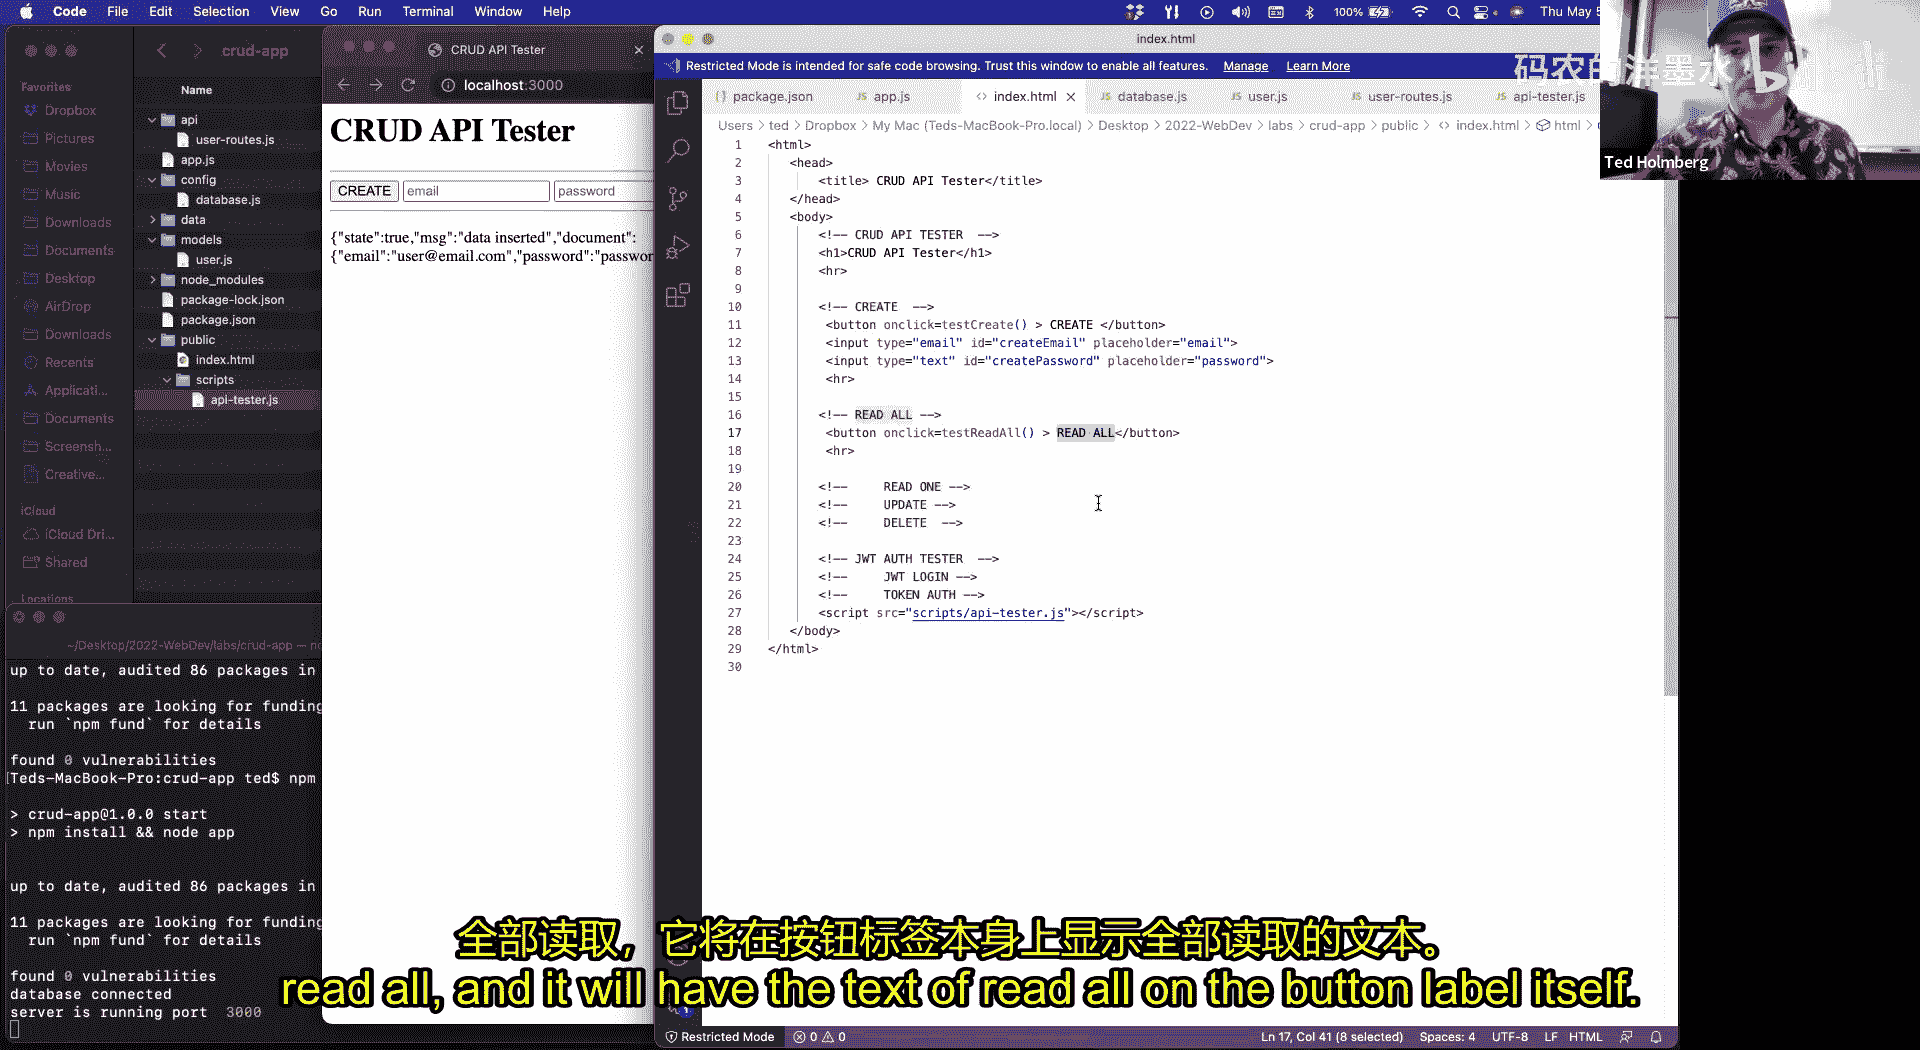 Code File Edit Selection View Go Run Terminal Window Help
100%
Thu May 5
Favorites
Dropbox
Pictures
Movies
Music
Downloads
Documents
Desktop
AirDrop
Downloads
Recents
Applicati...
Documents
Screensh...
Creative...
iCloud
iCloud Dri...
Shared
Locations
crud-app
Name
api
user-routes.js
app.js
config
database.js
data
models
user.js
node_modules
package-lock.json
package.json
public
index.html
scripts
api-tester.js
CRUD API Tester
localhost:3000
CRUD API Tester
CREATE email password
{"state":true,"msg":"data inserted","document":
{"email":"user@email.com","password":"passwor
index.html
Restricted Mode is intended for safe code browsing. Trust this window to enable all features. Manage Learn More
package.json app.js index.html database.js user.js user-routes.js api-tester.js
Users > ted > Dropbox > My Mac (Teds-MacBook-Pro.local) > Desktop > 2022-WebDev > labs > crud-app > public > index.html > html >
1 <html>
2 <head>
3 <title> CRUD API Tester</title>
4 </head>
5 <body>
6 <!-- CRUD API TESTER -->
7 <h1>CRUD API Tester</h1>
8 <hr>
9
10 <!-- CREATE -->
11 <button onclick=testCreate() > CREATE </button>
12 <input type="email" id="createEmail" placeholder="email">
13 <input type="text" id="createPassword" placeholder="password">
14 <hr>
15
16 <!-- READ ALL -->
17 <button onclick=testReadAll() > READ ALL</button>
18 <hr>
19
20 <!-- READ ONE -->
21 <!-- UPDATE -->
22 <!-- DELETE -->
23
24 <!-- JWT AUTH TESTER -->
25 <!-- JWT LOGIN -->
26 <!-- TOKEN AUTH -->
27 <script src="scripts/api-tester.js"></script>
28 </body>
29 </html>
30
码农的洋墨水
Ted Holmberg
~/Desktop/2022-WebDev/labs/crud-app — no
up to date, audited 86 packages in
11 packages are looking for funding
run `npm fund` for details
found 0 vulnerabilities
Teds-MacBook-Pro:crud-app ted$ npm
> crud-app@1.0.0 start
> npm install && node app
up to date, audited 86 packages in
11 packages are looking for funding
run `npm fund` for details
found 0 vulnerabilities
database connected
server is running port 3000
全部读取，它将在按钮标签本身上显示全部读取的文本。
read all, and it will have the text of read all on the button label itself.
Restricted Mode 0 0
Ln 17, Col 41 (8 selected) Spaces: 4 UTF-8 LF HTML